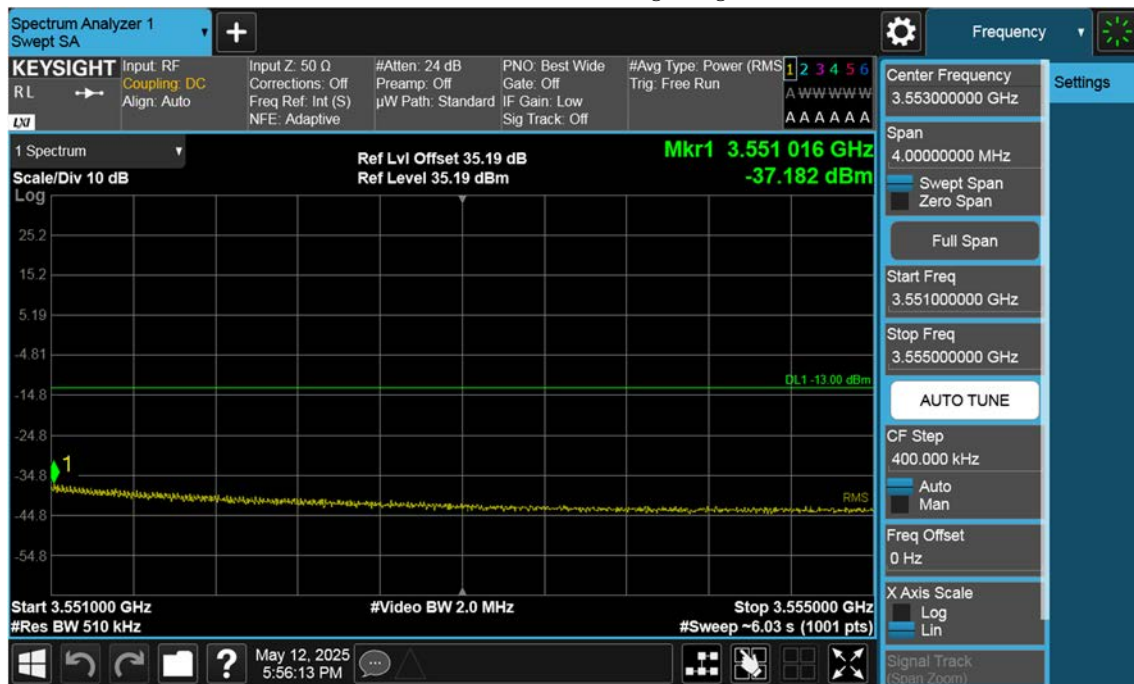 Spectrum Analyzer 1
Swept SA
+
Frequency
KEYSIGHT
RL
LXI
Input: RF
Coupling: DC
Align: Auto
Input Z: 50 Ω
Corrections: Off
Freq Ref: Int (S)
NFE: Adaptive
#Atten: 24 dB
Preamp: Off
µW Path: Standard
PNO: Best Wide
Gate: Off
IF Gain: Low
Sig Track: Off
#Avg Type: Power (RMS
Trig: Free Run
1 2 3 4 5 6
A W W W W W
A A A A A A
Center Frequency
3.553000000 GHz
Settings
Span
4.00000000 MHz
Swept Span
Zero Span
Full Span
Start Freq
3.551000000 GHz
Stop Freq
3.555000000 GHz
AUTO TUNE
CF Step
400.000 kHz
Auto
Man
Freq Offset
0 Hz
X Axis Scale
Log
Lin
Signal Track
(Span Zoom)
1 Spectrum
Scale/Div 10 dB
Ref Lvl Offset 35.19 dB
Ref Level 35.19 dBm
Mkr1 3.551 016 GHz
-37.182 dBm
Log
25.2
15.2
5.19
-4.81
DL1 -13.00 dBm
-14.8
-24.8
1
-34.8
RMS
-44.8
-54.8
Start 3.551000 GHz
#Video BW 2.0 MHz
Stop 3.555000 GHz
#Res BW 510 kHz
#Sweep ~6.03 s (1001 pts)
?
May 12, 2025
5:56:13 PM